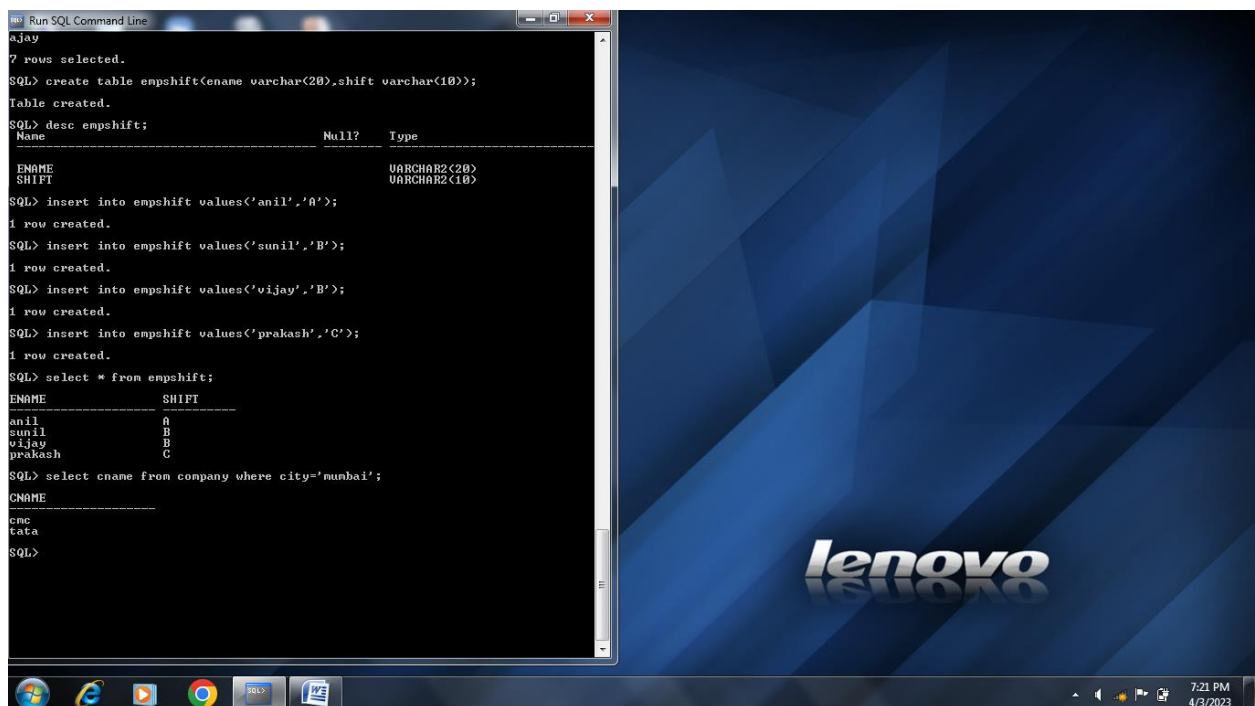 Run SQL Command Line
ajay
7 rows selected.
SQL> create table empshift(ename varchar(20),shift varchar(10));
Table created.
SQL> desc empshift;
Name Null? Type
ENAME VARCHAR2(20)
SHIFT VARCHAR2(10)
SQL> insert into empshift values('anil','A');
1 row created.
SQL> insert into empshift values('sunil','B');
1 row created.
SQL> insert into empshift values('vijay','B');
1 row created.
SQL> insert into empshift values('prakash','C');
1 row created.
SQL> select * from empshift;
ENAME SHIFT
anil A
sunil B
vijay B
prakash C
SQL> select cname from company where city='mumbai';
CNAME
cmc
tata
SQL>
lenovo
SQL>
W
7:21 PM
4/3/2023